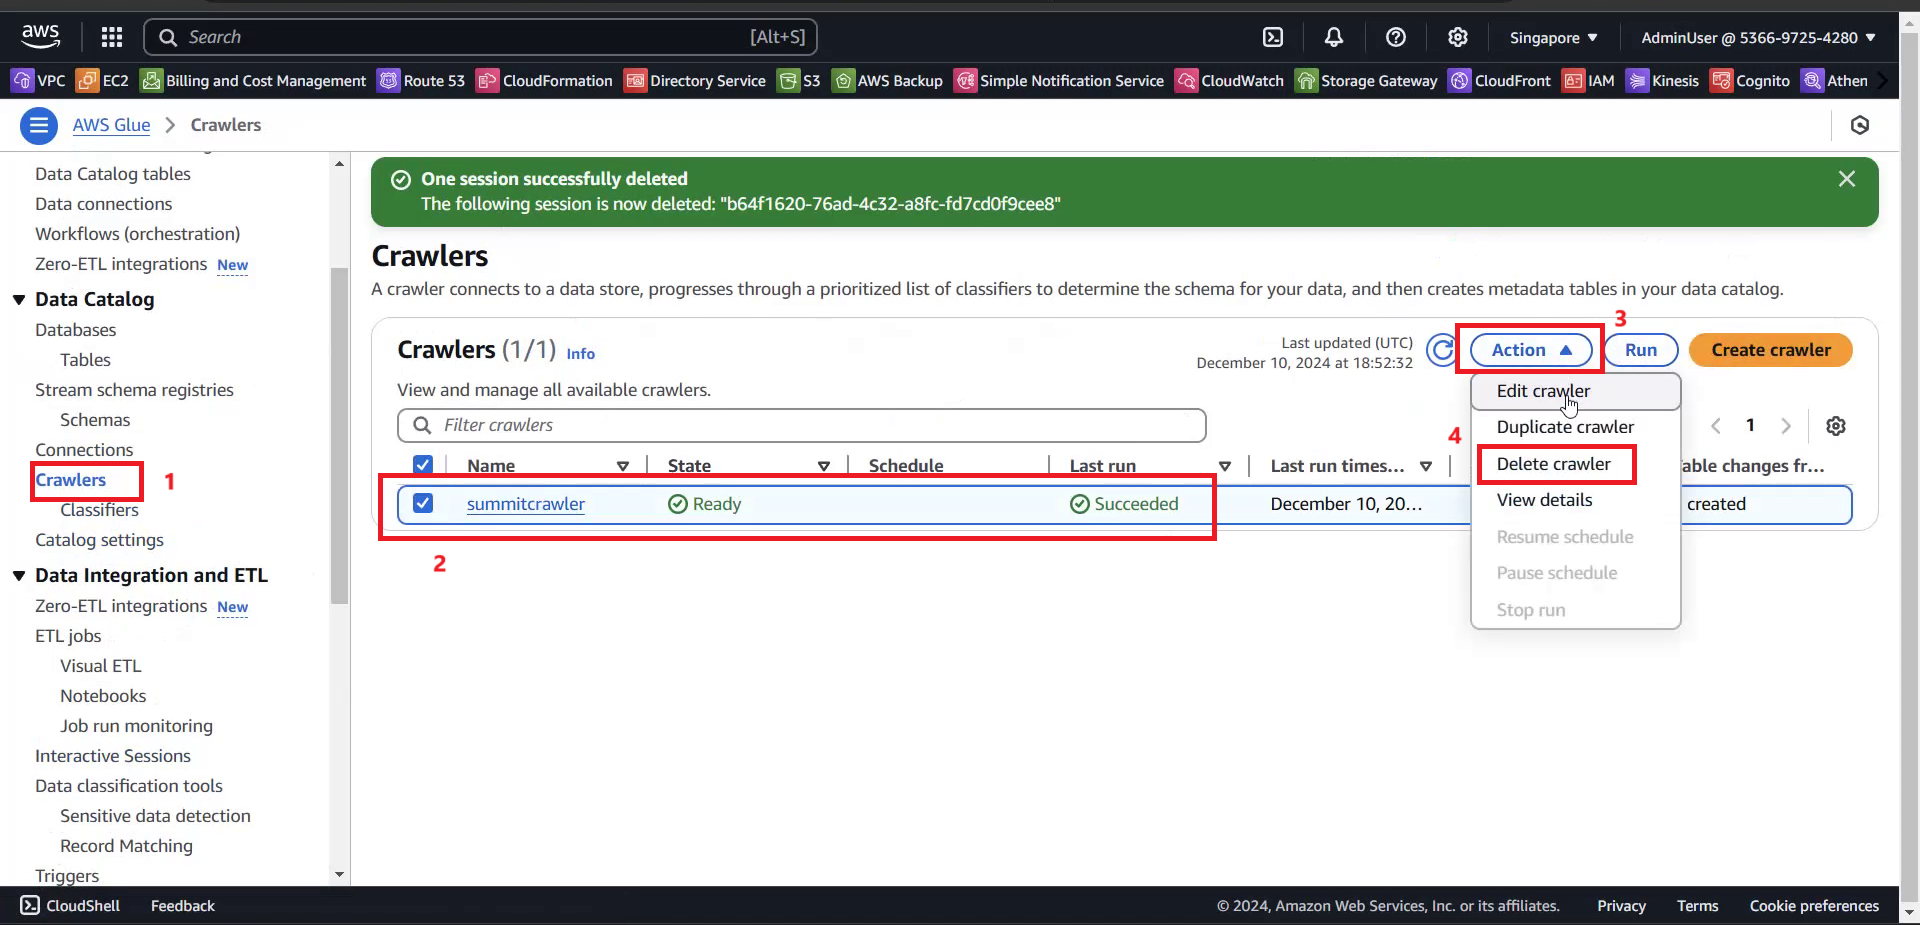 aws
Search [Alt+S]
Singapore
AdminUser @ 5366-9725-4280
VPC EC2 Billing and Cost Management Route 53 CloudFormation Directory Service S3 AWS Backup Simple Notification Service CloudWatch Storage Gateway CloudFront IAM Kinesis Cognito Athen
AWS Glue Crawlers
Data Catalog tables
Data connections
Workflows (orchestration)
Zero-ETL integrations New
Data Catalog
Databases
Tables
Stream schema registries
Schemas
Connections
Crawlers 1
Classifiers
Catalog settings
Data Integration and ETL
Zero-ETL integrations New
ETL jobs
Visual ETL
Notebooks
Job run monitoring
Interactive Sessions
Data classification tools
Sensitive data detection
Record Matching
Triggers
One session successfully deleted
The following session is now deleted: "b64f1620-76ad-4c32-a8fc-fd7cd0f9cee8"
Crawlers
A crawler connects to a data store, progresses through a prioritized list of classifiers to determine the schema for your data, and then creates metadata tables in your data catalog.
Crawlers (1/1) Info
Last updated (UTC)
December 10, 2024 at 18:52:32
3
Action Run Create crawler
View and manage all available crawlers.
Filter crawlers
1
Edit crawler
Duplicate crawler
4
Delete crawler
View details
Resume schedule
Pause schedule
Stop run
Name State Schedule Last run Last run times... able changes fr...
summitcrawler Ready Succeeded December 10, 20... created
2
CloudShell Feedback © 2024, Amazon Web Services, Inc. or its affiliates. Privacy Terms Cookie preferences